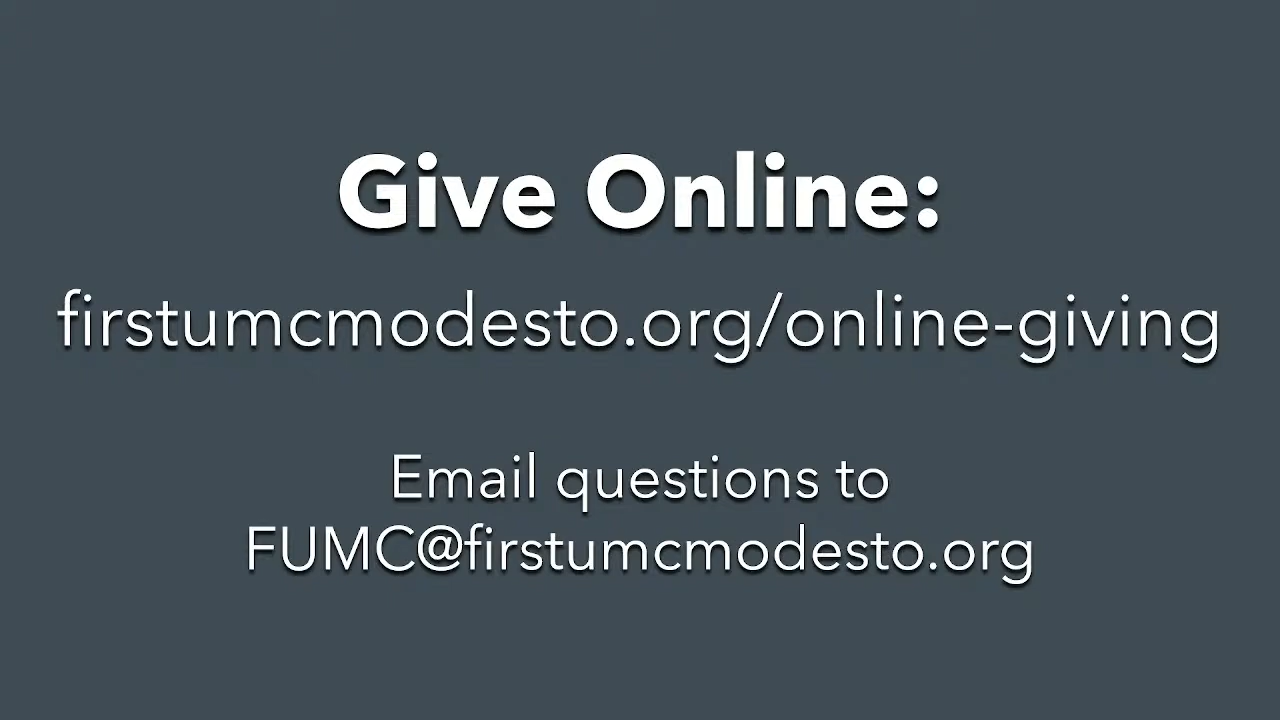 Give Online:
firstumcmodesto.org/online-giving
Email questions to
FUMC@firstumcmodesto.org